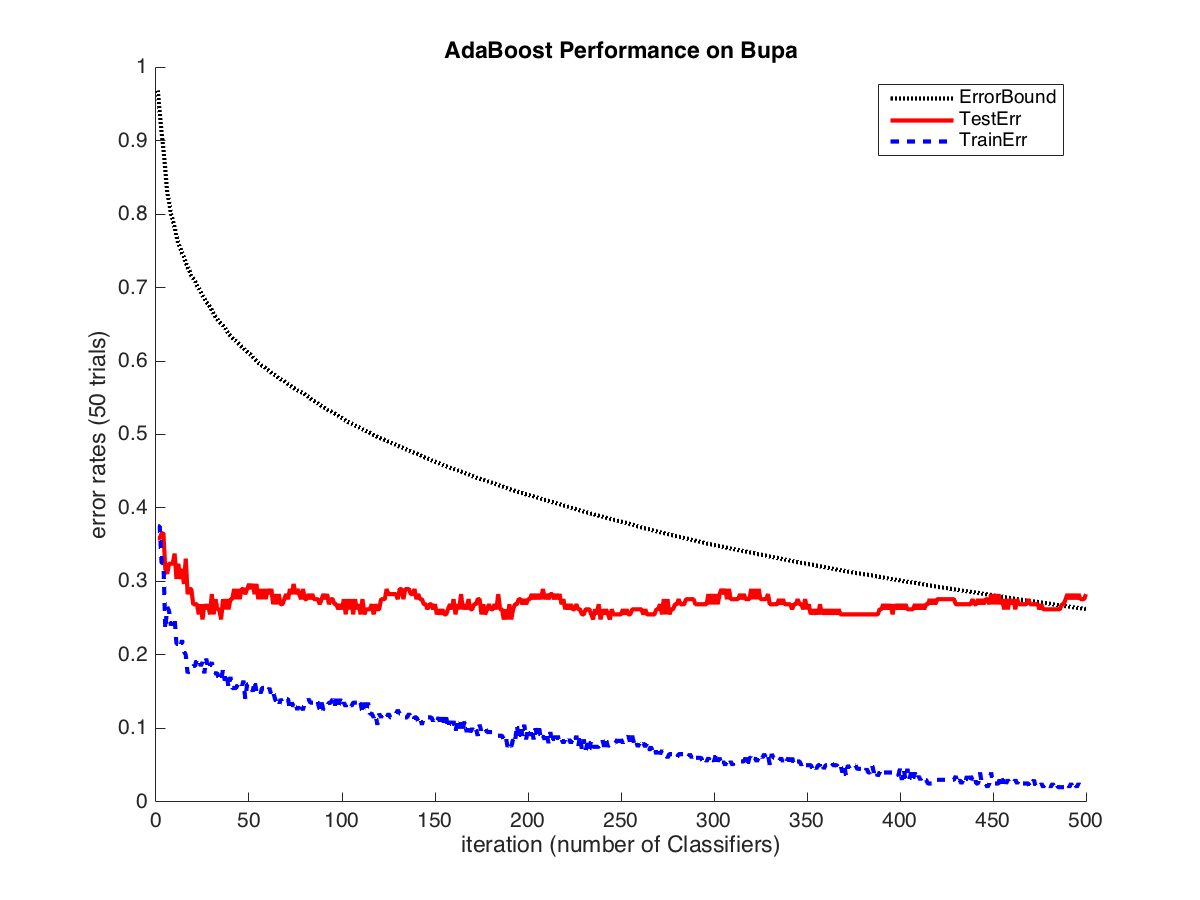 AdaBoost Performance on Bupa
ErrorBound
TestErr
TrainErr
1
0.9
0.8
0.7
0.6
0.5
0.4
0.3
0.2
0.1
0
error rates (50 trials)
0 50 100 150 200 250 300 350 400 450 500
iteration (number of Classifiers)